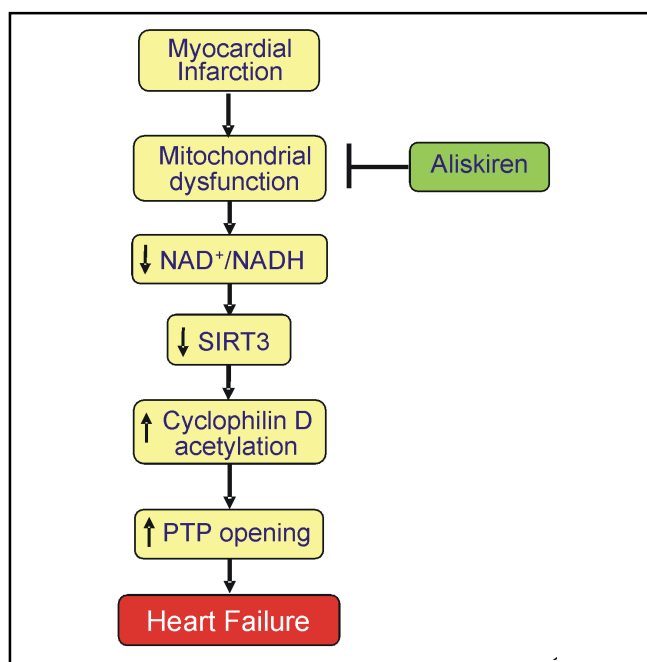 Myocardial
Infarction
Mitochondrial
dysfunction
Aliskiren
↓ NAD⁺/NADH
↓ SIRT3
↑ Cyclophilin D
acetylation
↑ PTP opening
Heart Failure